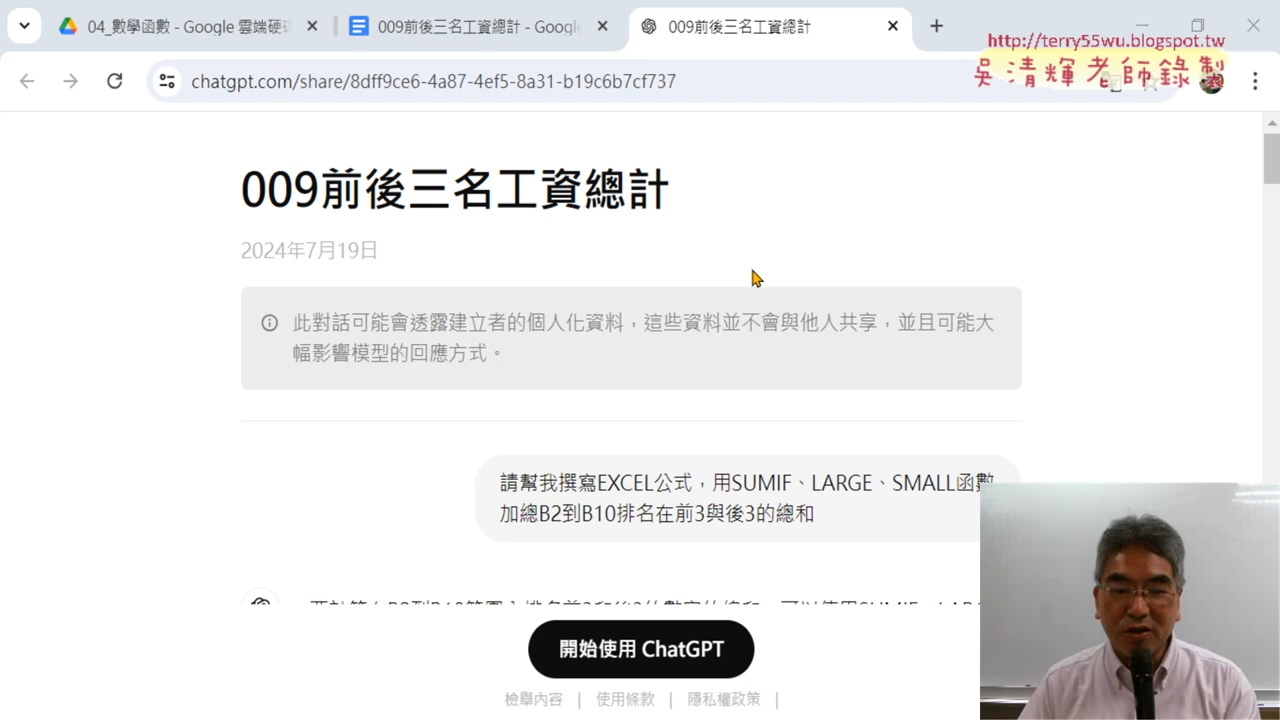 04_數學函數 - Google 雲端硬碟
009前後三名工資總計 - Google
009前後三名工資總計
http://terry55wu.blogspot.tw
吳清輝老師錄製
chatgpt.com/share/8dff9ce6-4a87-4ef5-8a31-b19c6b7cf737
009前後三名工資總計
2024年7月19日
此對話可能會透露建立者的個人化資料，這些資料並不會與他人共享，並且可能大
幅影響模型的回應方式。
請幫我撰寫EXCEL公式，用SUMIF、LARGE、SMALL函數
加總B2到B10排名在前3與後3的總和
開始使用 ChatGPT
檢舉內容 | 使用條款 | 隱私權政策 |